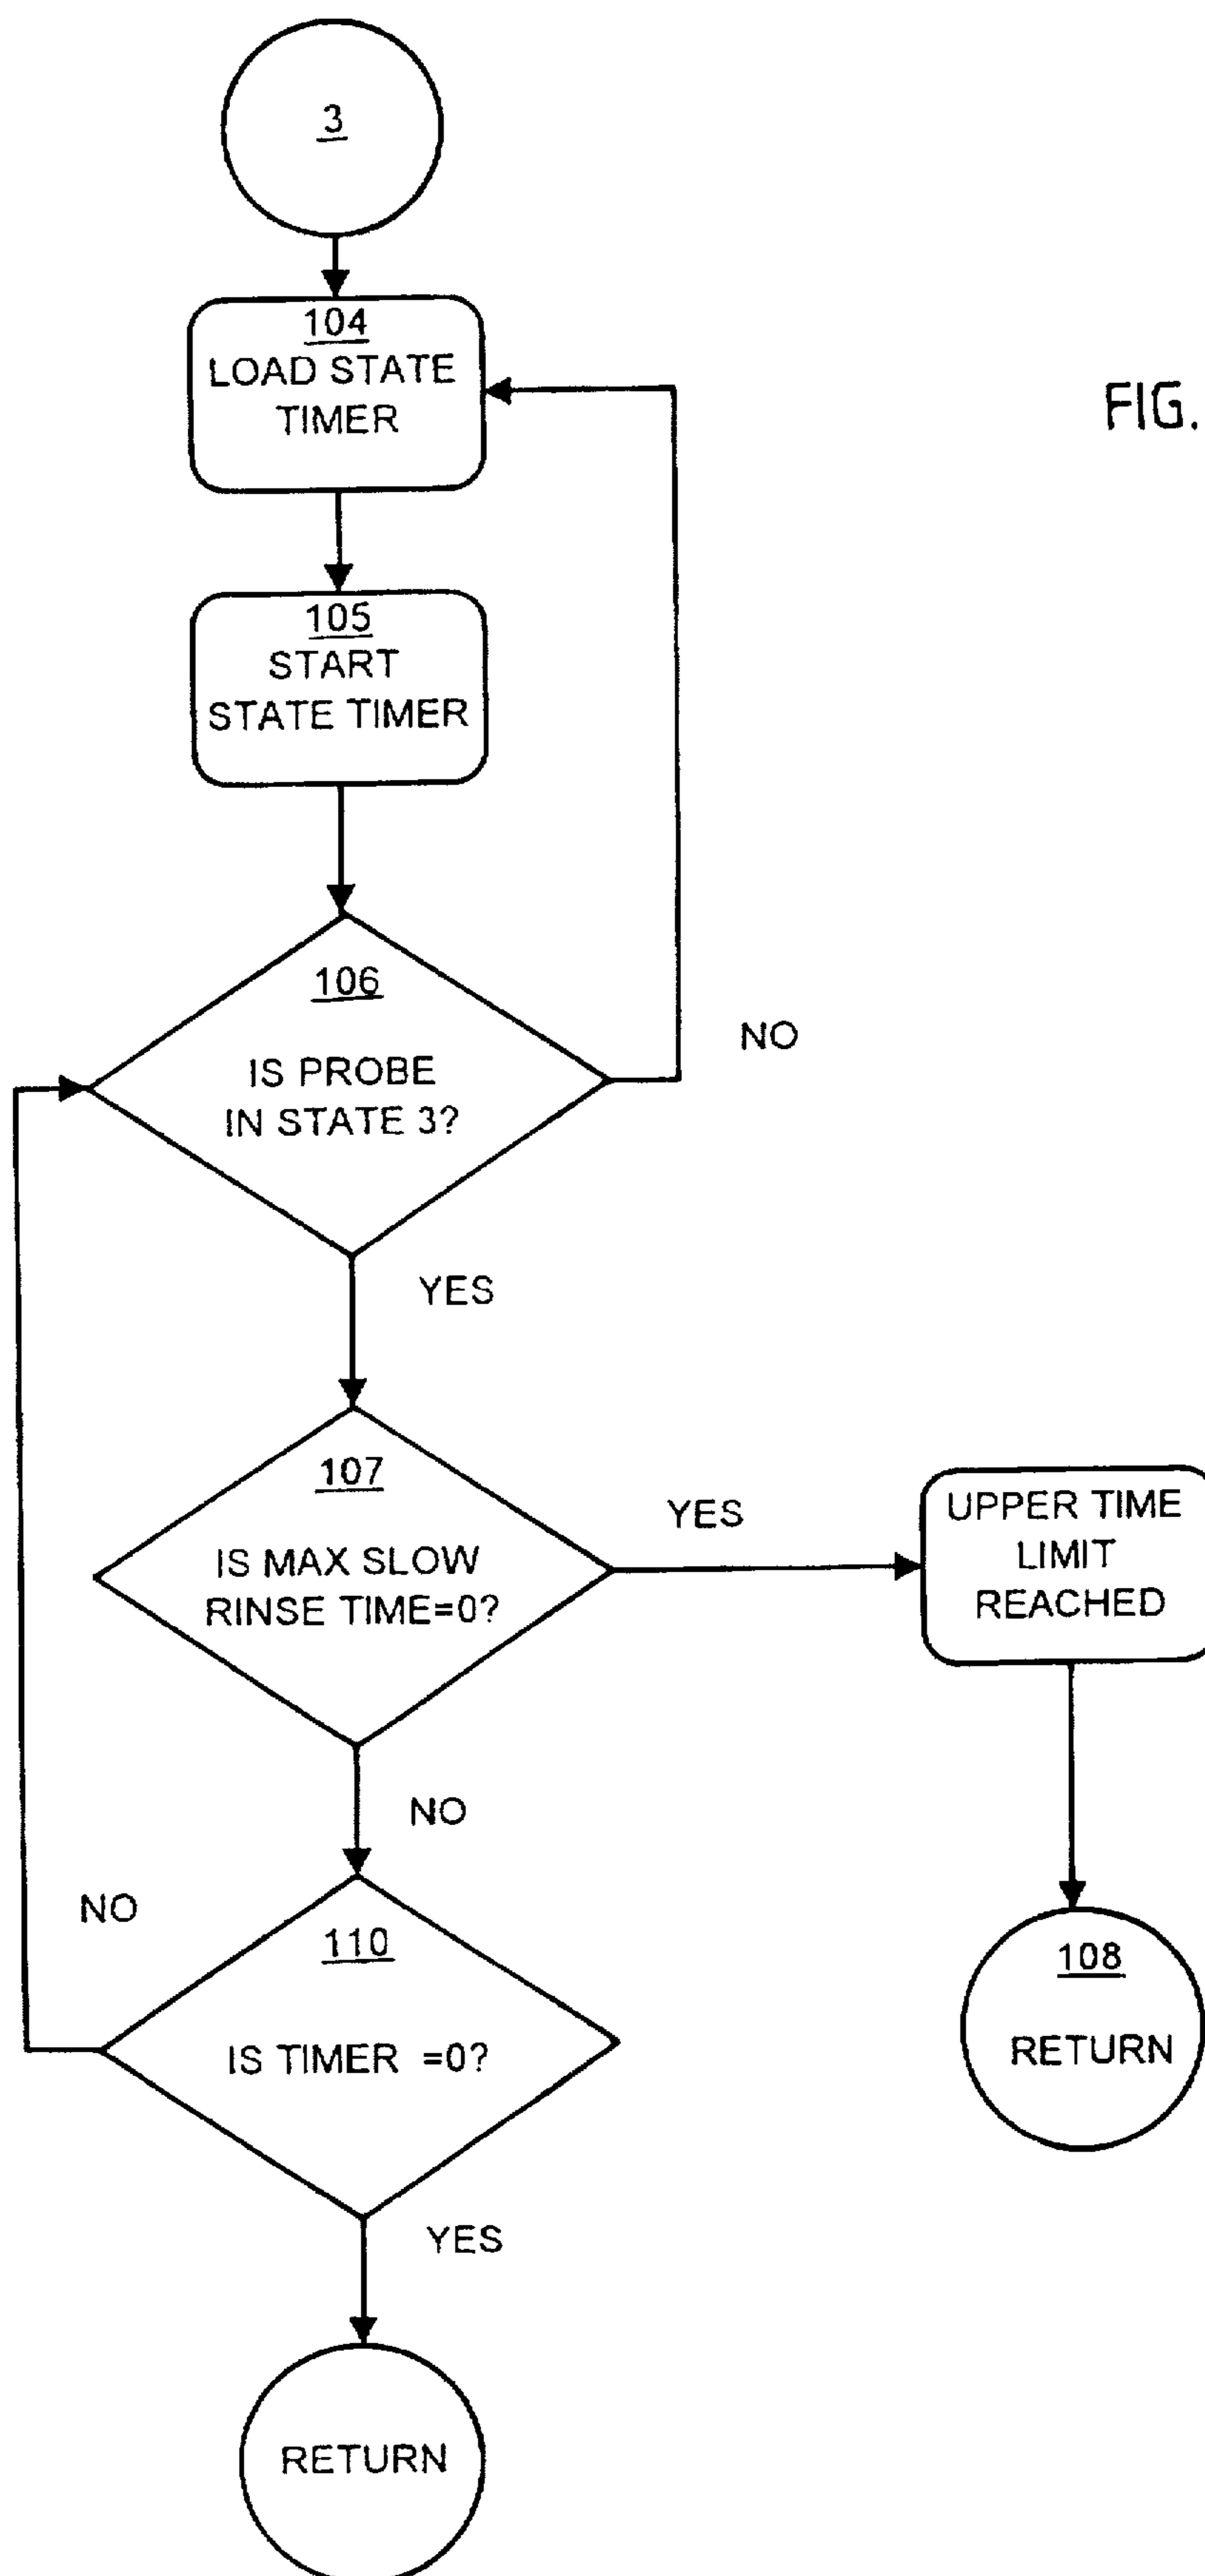 3
104
LOAD STATE
TIMER
FIG.
105
START
STATE TIMER
106
IS PROBE
IN STATE 3?
NO
YES
107
IS MAX SLOW
RINSE TIME=0?
YES
UPPER TIME
LIMIT
REACHED
NO
NO
110
IS TIMER =0?
108
RETURN
YES
RETURN